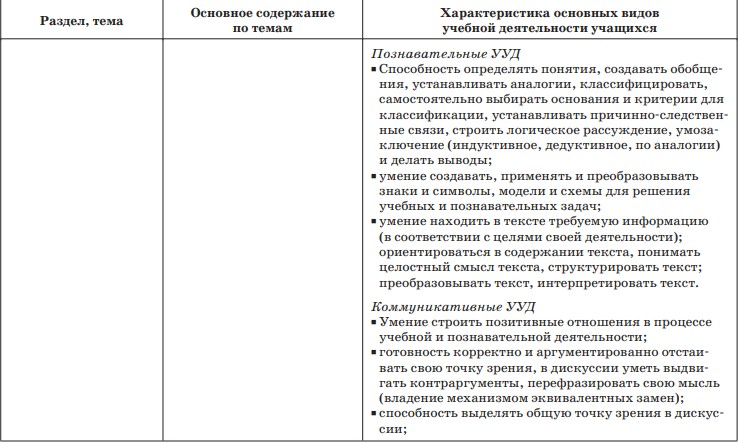 Раздел, тема
Основное содержание
по темам
Характеристика основных видов
учебной деятельности учащихся
Познавательные УУД
▪ Способность определять понятия, создавать обобще-
ния, устанавливать аналогии, классифицировать,
самостоятельно выбирать основания и критерии для
классификации, устанавливать причинно-следствен-
ные связи, строить логическое рассуждение, умоза-
ключение (индуктивное, дедуктивное, по аналогии)
и делать выводы;
▪ умение создавать, применять и преобразовывать
знаки и символы, модели и схемы для решения
учебных и познавательных задач;
▪ умение находить в тексте требуемую информацию
(в соответствии с целями своей деятельности);
ориентироваться в содержании текста, понимать
целостный смысл текста, структурировать текст;
преобразовывать текст, интерпретировать текст.
Коммуникативные УУД
▪ Умение строить позитивные отношения в процессе
учебной и познавательной деятельности;
▪ готовность корректно и аргументированно отстаи-
вать свою точку зрения, в дискуссии уметь выдви-
гать контраргументы, перефразировать свою мысль
(владение механизмом эквивалентных замен);
▪ способность выделять общую точку зрения в дискус-
сии;